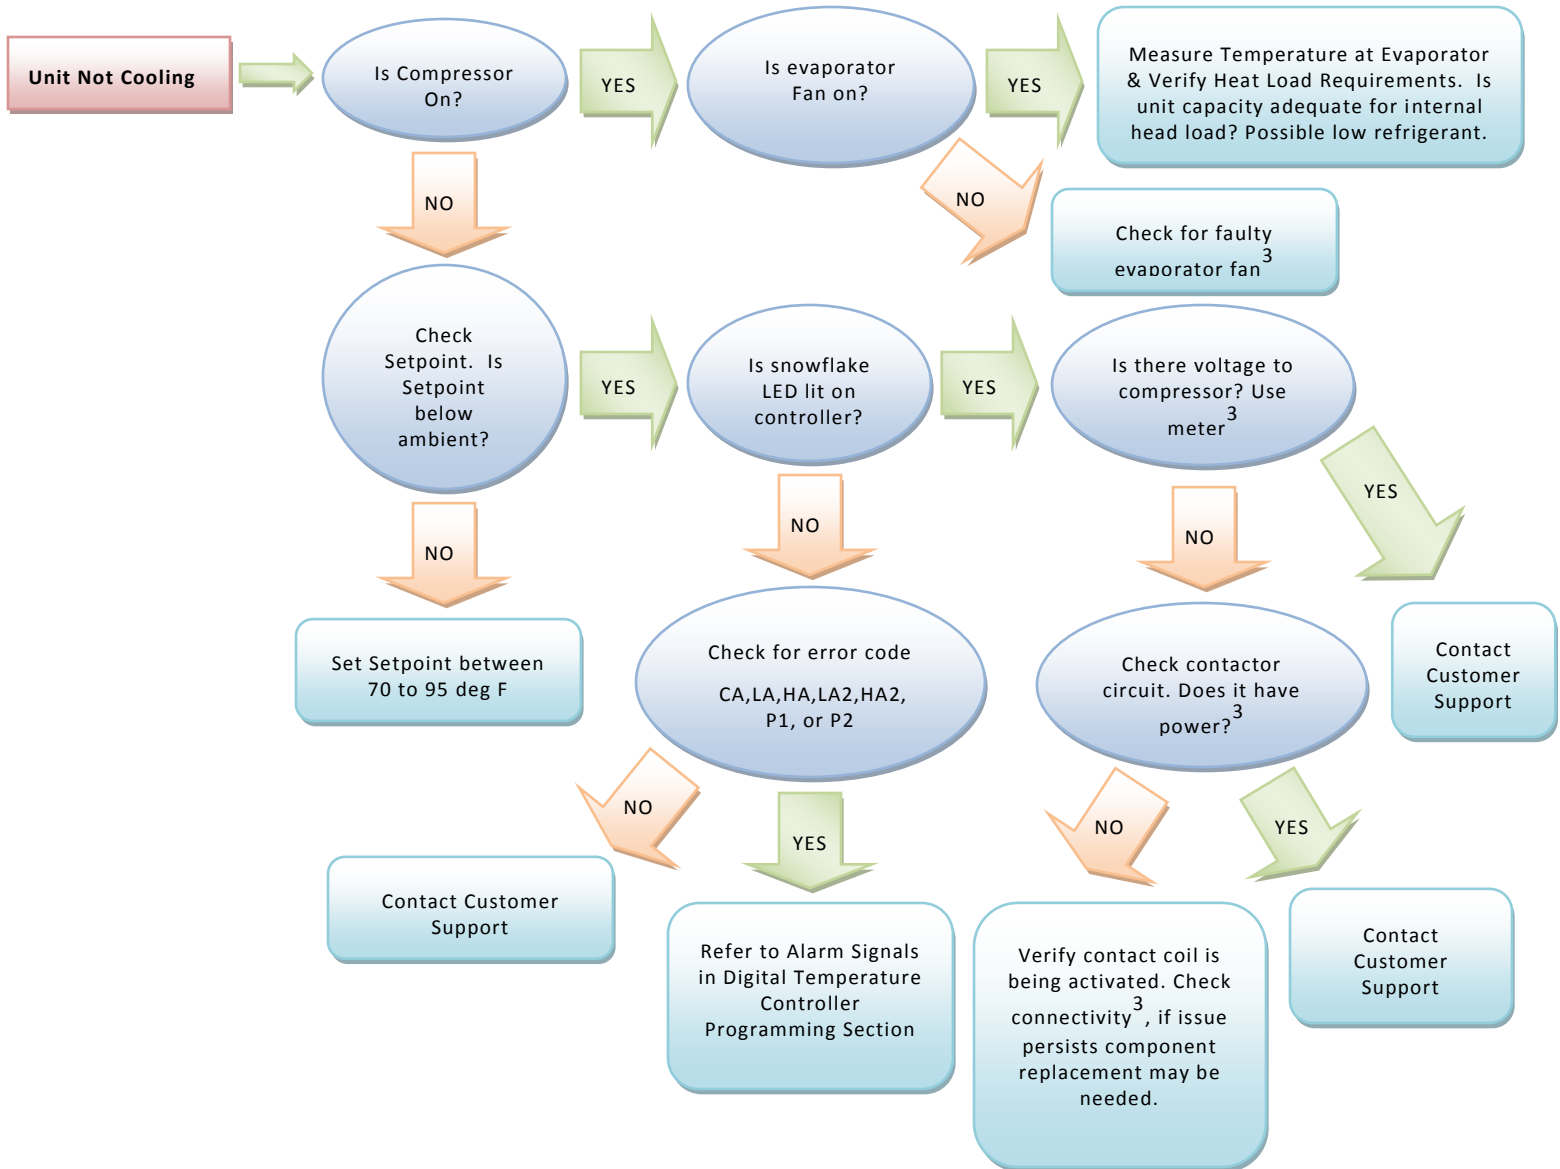 Unit Not Cooling
Is Compressor
On?
YES
Is evaporator
Fan on?
YES
Measure Temperature at Evaporator
& Verify Heat Load Requirements. Is
unit capacity adequate for internal
head load? Possible low refrigerant.
NO
NO
Check for faulty
evaporator fan3
Check
Setpoint. Is
Setpoint
below
ambient?
YES
Is snowflake
LED lit on
controller?
YES
Is there voltage to
compressor? Use
meter3
YES
NO
NO
NO
Set Setpoint between
70 to 95 deg F
Check for error code
CA,LA,HA,LA2,HA2,
P1, or P2
Check contactor
circuit. Does it have
power?3
Contact
Customer
Support
NO
YES
NO
YES
Contact Customer
Support
Refer to Alarm Signals
in Digital Temperature
Controller
Programming Section
Verify contact coil is
being activated. Check
connectivity3, if issue
persists component
replacement may be
needed.
Contact
Customer
Support